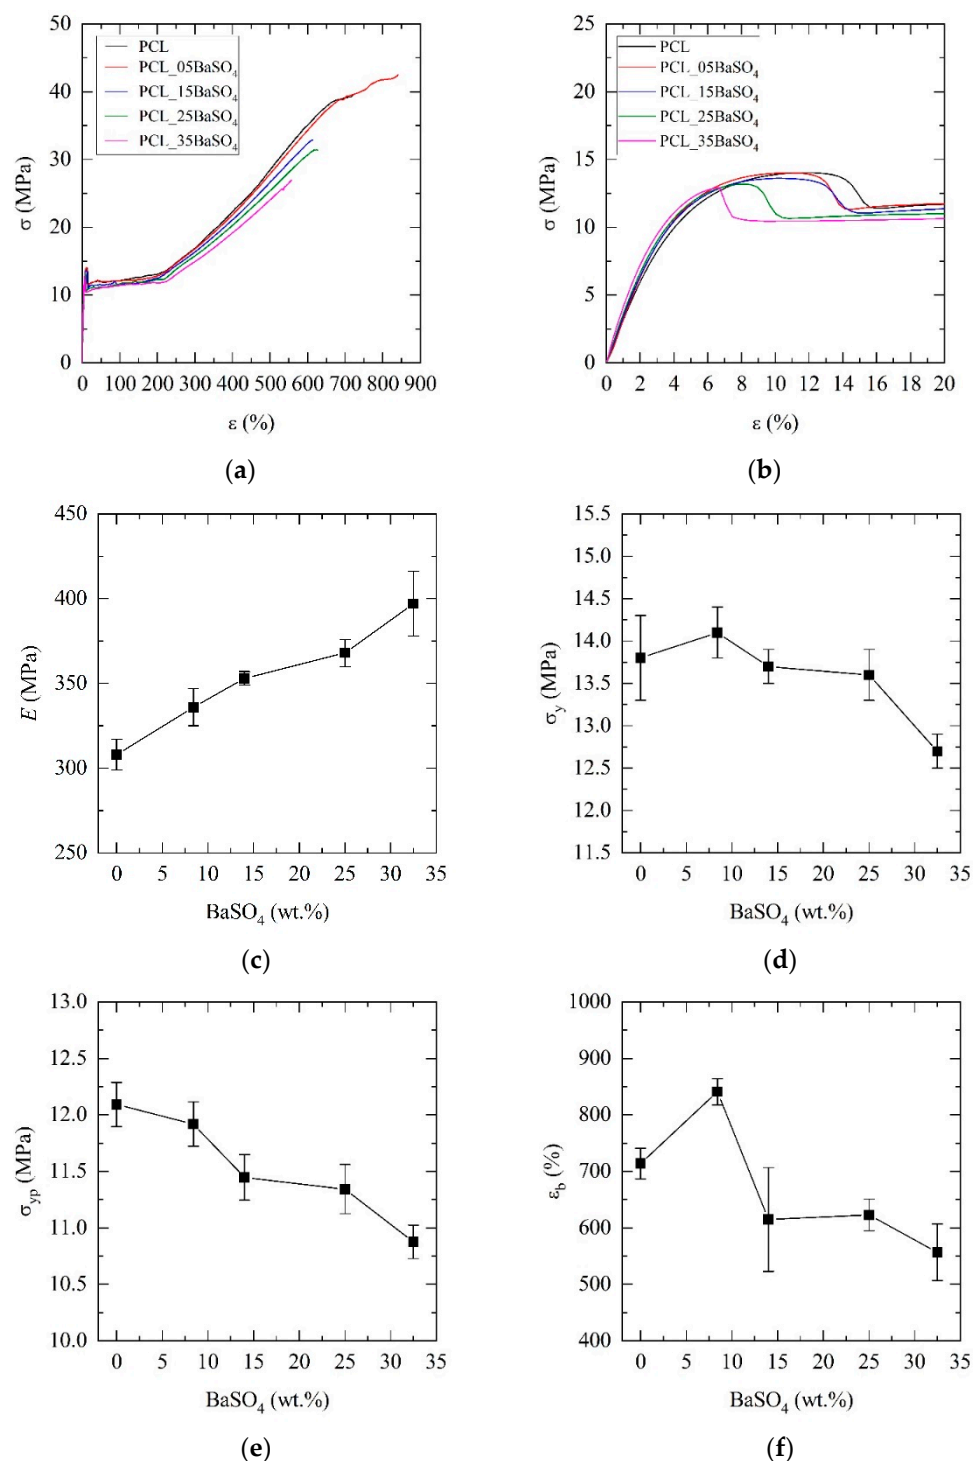 50
40
30
20
10
0
σ (MPa)
PCL
PCL_05BaSO₄
PCL_15BaSO₄
PCL_25BaSO₄
PCL_35BaSO₄
0 100 200 300 400 500 600 700 800 900
ε (%)
(a)
25
20
15
10
5
0
σ (MPa)
PCL
PCL_05BaSO₄
PCL_15BaSO₄
PCL_25BaSO₄
PCL_35BaSO₄
0 2 4 6 8 10 12 14 16 18 20
ε (%)
(b)
450
400
350
300
250
E (MPa)
0 5 10 15 20 25 30 35
BaSO₄ (wt.%)
(c)
15.5
15.0
14.5
14.0
13.5
13.0
12.5
12.0
11.5
σy (MPa)
0 5 10 15 20 25 30 35
BaSO₄ (wt.%)
(d)
13.0
12.5
12.0
11.5
11.0
10.5
10.0
σyp (MPa)
0 5 10 15 20 25 30 35
BaSO₄ (wt.%)
(e)
1000
900
800
700
600
500
400
εb (%)
0 5 10 15 20 25 30 35
BaSO₄ (wt.%)
(f)